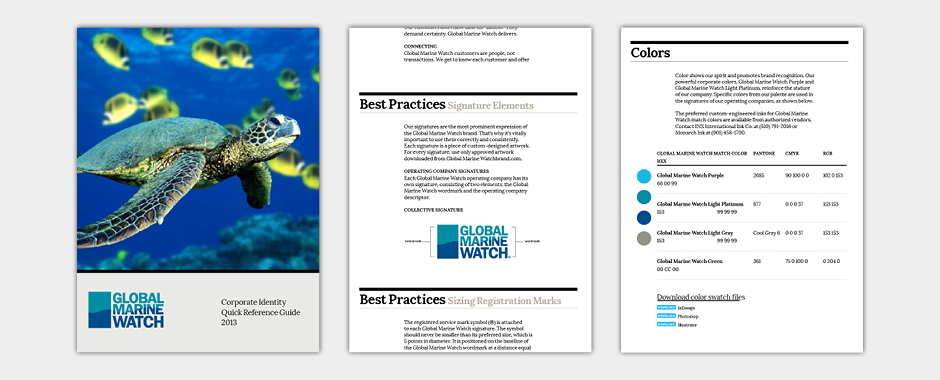 GLOBAL
MARINE
WATCH
Corporate Identity
Quick Reference Guide
2013
demand certainty. Global Marine Watch delivers.
CONNECTING
Global Marine Watch customers are people, not
transactions. We get to know each customer and offer
Best Practices Signature Elements
Our signatures are the most prominent expression of
the Global Marine Watch brand. That's why it's vitally
important to use them correctly and consistently.
Each signature is a piece of custom-designed artwork.
For every signature, use only approved artwork
downloaded from Global Marine Watchbrand.com.
OPERATING COMPANY SIGNATURES
Each Global Marine Watch operating company has its
own signature, consisting of two elements: the Global
Marine Watch wordmark and the operating company
descriptor.
COLLECTIVE SIGNATURE
GLOBAL
MARINE
WATCH.
Best Practices Sizing Registration Marks
The registered service mark symbol (®) is attached
to each Global Marine Watch signature. The symbol
should never be smaller than its preferred size, which is
5 points in diameter. It is positioned on the baseline of
the Global Marine Watch wordmark at a distance equal
Colors
Color shows our spirit and promotes brand recognition. Our
powerful corporate colors, Global Marine Watch Purple and
Global Marine Watch Light Platinum, reinforce the stature
of our company. Specific colors from our palette are used in
the signatures of our operating companies, as shown below.
The preferred custom-engineered inks for Global Marine
Watch match colors are available from authorized vendors.
Contact INX International Ink Co. at (510) 791-2016 or
Monarch Ink at (901) 658-1700.
GLOBAL MARINE WATCH MATCH COLOR PANTONE CMYK RGB
HEX
Global Marine Watch Purple 2685 90 100 0 0 102 0 153
66 00 99
Global Marine Watch Light Platinum 877 0 0 0 37 153 153
153 99 99 99
Global Marine Watch Light Gray Cool Gray 6 0 0 0 37 153 153
153 99 99 99
Global Marine Watch Green 361 75 0 100 0 0 204 0
00 CC 00
Download color swatch files
InDesign
Photoshop
Illustrator